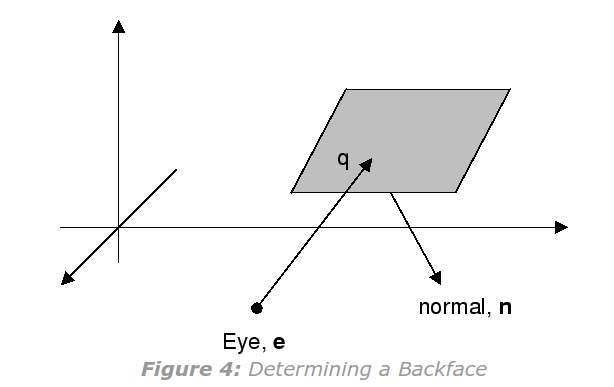 q
normal, n
Eye, e
Figure 4: Determining a Backface